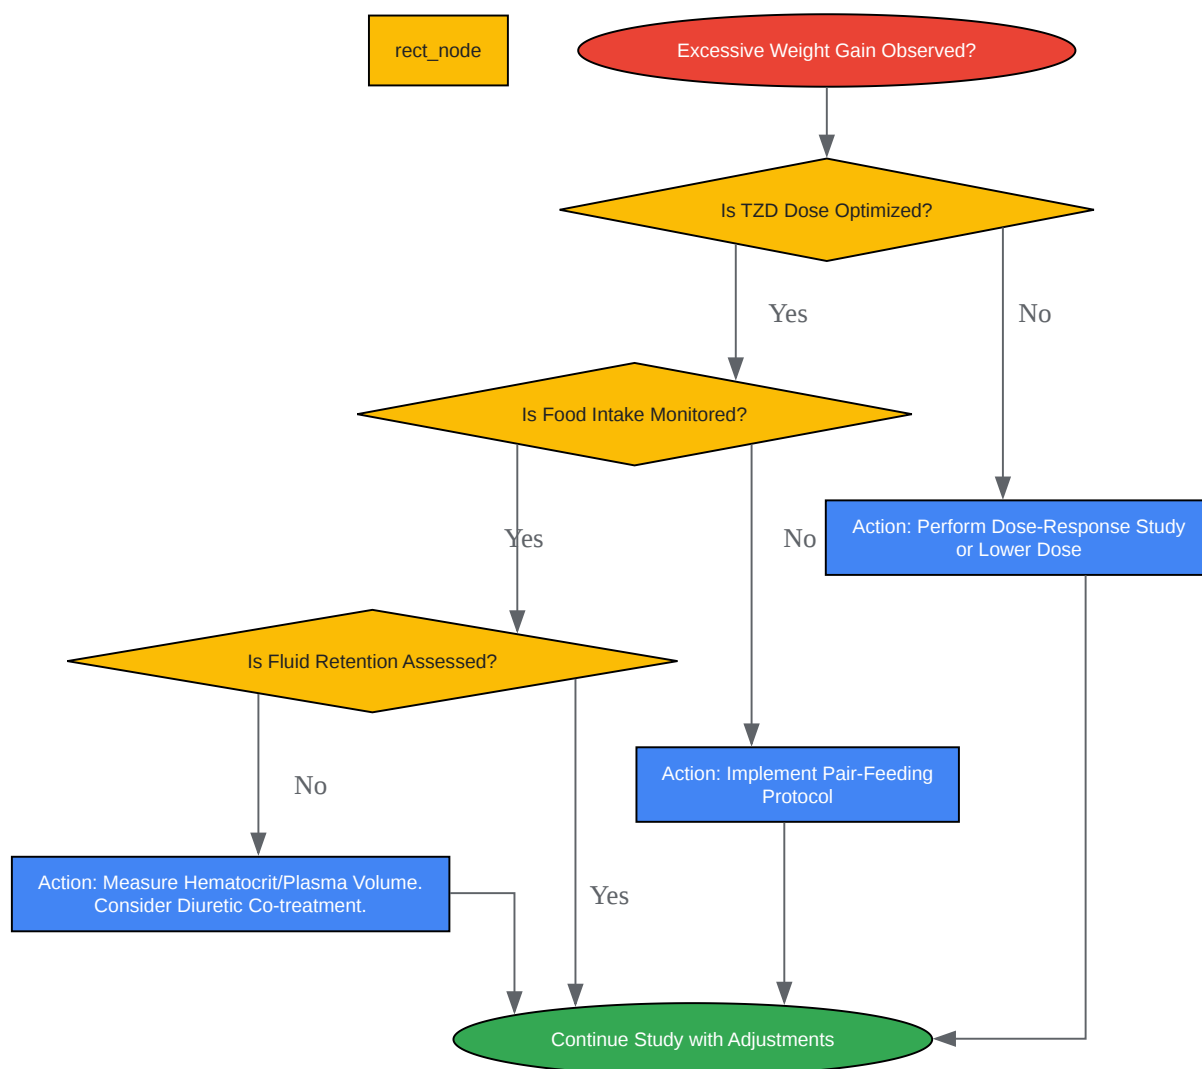 rect_node
Excessive Weight Gain Observed?
Is TZD Dose Optimized?
Yes
No
Is Food Intake Monitored?
Yes
No
Action: Perform Dose-Response Study
or Lower Dose
Is Fluid Retention Assessed?
No
Yes
Action: Implement Pair-Feeding
Protocol
Action: Measure Hematocrit/Plasma Volume.
Consider Diuretic Co-treatment.
Continue Study with Adjustments